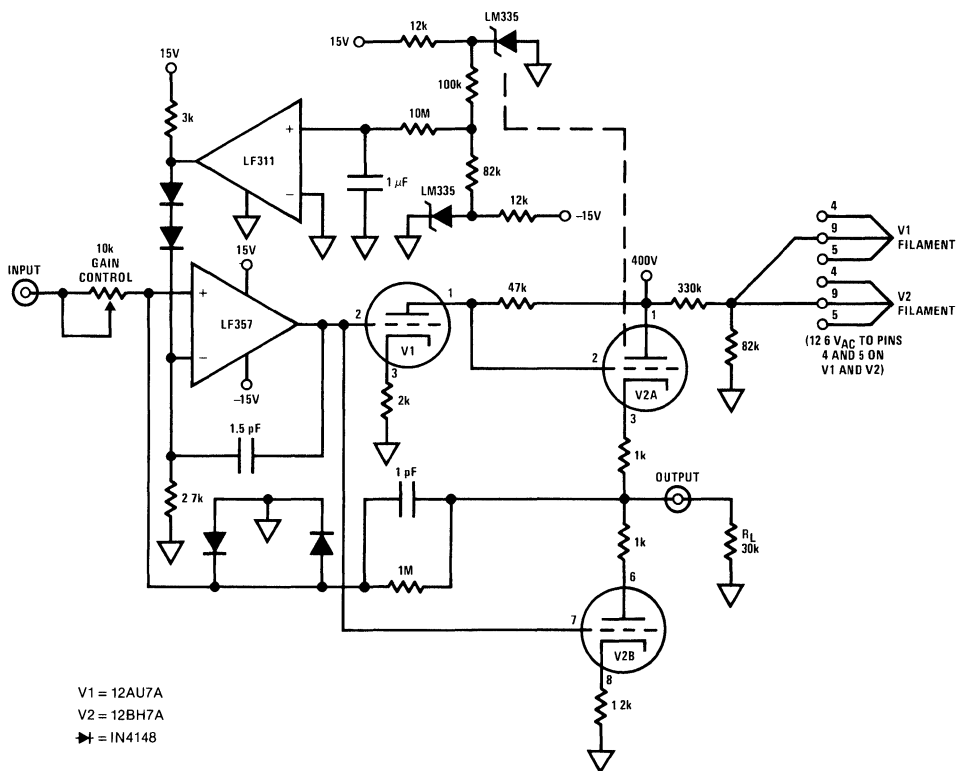 LM335
12k
15V
15V
100k
3k
+
10M
LF311
82k
1 µF
−
LM335
12k
−15V
4
9
5
V1
FILAMENT
4
9
5
V2
FILAMENT
(12 6 VAC TO PINS
4 AND 5 ON
V1 AND V2)
10k
GAIN
CONTROL
INPUT
15V
+
LF357
−
−15V
400V
1
47k
330k
1
2
V1
2
82k
V2A
3
3
2k
1.5 pF
1k
1 pF
OUTPUT
2 7k
1k
RL
30k
1M
6
7
V2B
8
1 2k
V1 = 12AU7A
V2 = 12BH7A
= IN4148